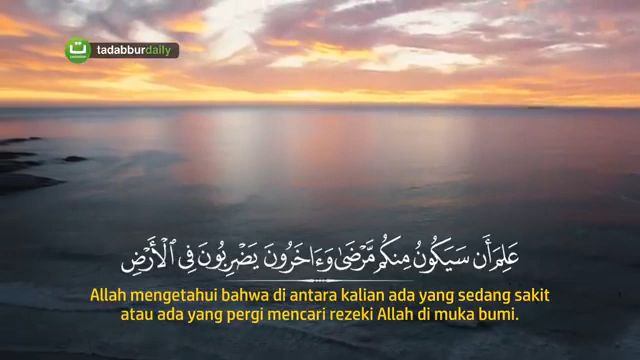 tadabburdaily
عَلِمَ أَن سَيَكُونُ مِنكُم مَّرْضَىٰ وَءَاخَرُونَ يَضْرِبُونَ فِى ٱلْأَرْضِ
Allah mengetahui bahwa di antara kalian ada yang sedang sakit
atau ada yang pergi mencari rezeki Allah di muka bumi.